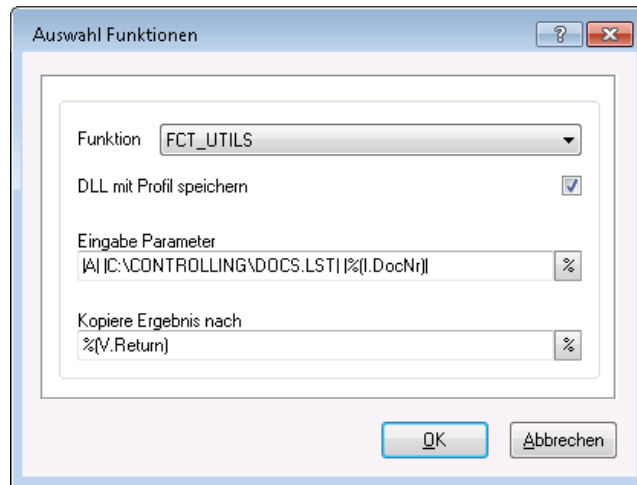 Auswahl Funktionen
?
Funktion FCT_UTILS
DLL mit Profil speichern
Eingabe Parameter
|A| |C:\CONTROLLING\DOCS.LST| |%(I.DocNr)|
%
Kopiere Ergebnis nach
%(V.Return)
%
OK Abbrechen